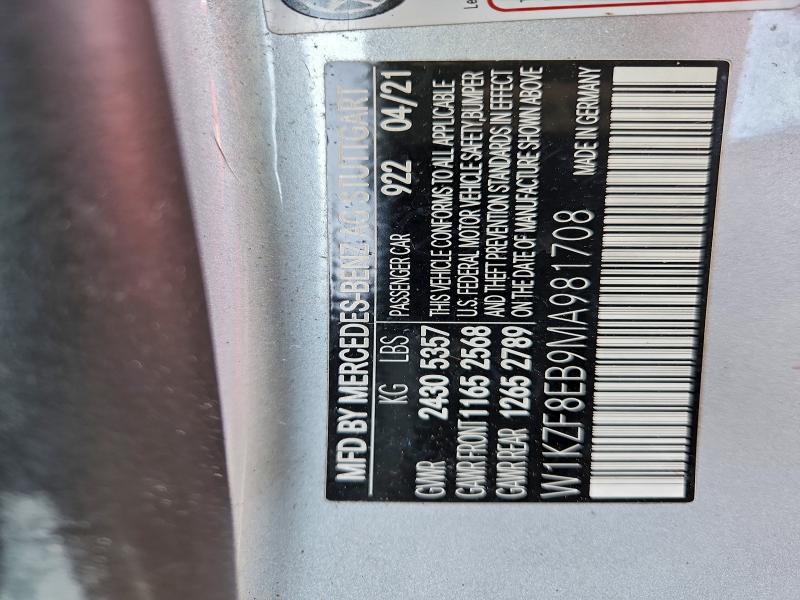 MFD BY MERCEDES-BENZ AG STUTTGART
KG LBS PASSENGER CAR 922 04/21
GVWR 2430 5357 THIS VEHICLE CONFORMS TO ALL APPLICABLE
GAWR FRONT 1165 2568 U.S. FEDERAL MOTOR VEHICLE SAFETY, BUMPER
GAWR REAR 1265 2789 AND THEFT PREVENTION STANDARDS IN EFFECT
ON THE DATE OF MANUFACTURE SHOWN ABOVE
W1KZF8EB9MA981708 MADE IN GERMANY